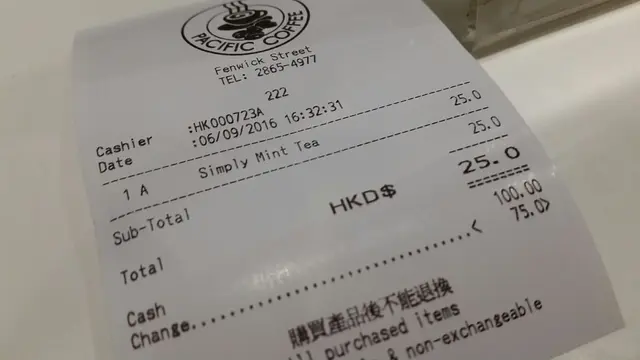 PACIFIC COFFEE
Fenwick Street
TEL: 2865-4977
222
Cashier :HK000723A
Date :06/09/2016 16:32:31
1 A Simply Mint Tea 25.0
Sub-Total 25.0
Total HKD$ 25.0
Cash 100.00
Change..............................< 75.0>
購買產品後不能退換
All purchased items
& non-exchangeable